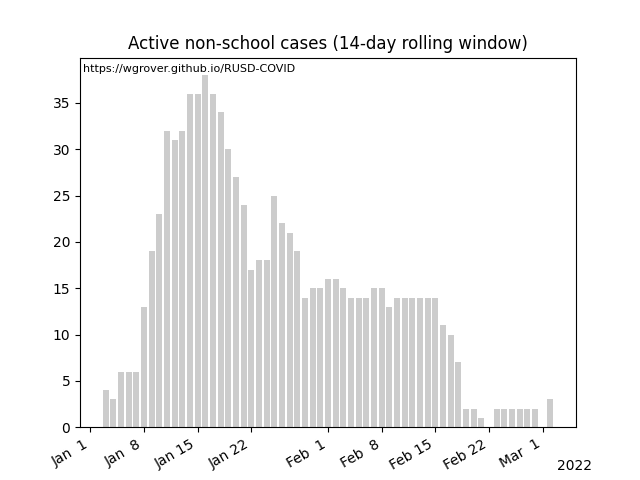 Active non-school cases (14-day rolling window)
https://wgrover.github.io/RUSD-COVID
35
30
25
20
15
10
5
0
Jan 1
Jan 8
Jan 15
Jan 22
Feb 1
Feb 8
Feb 15
Feb 22
Mar 1
2022